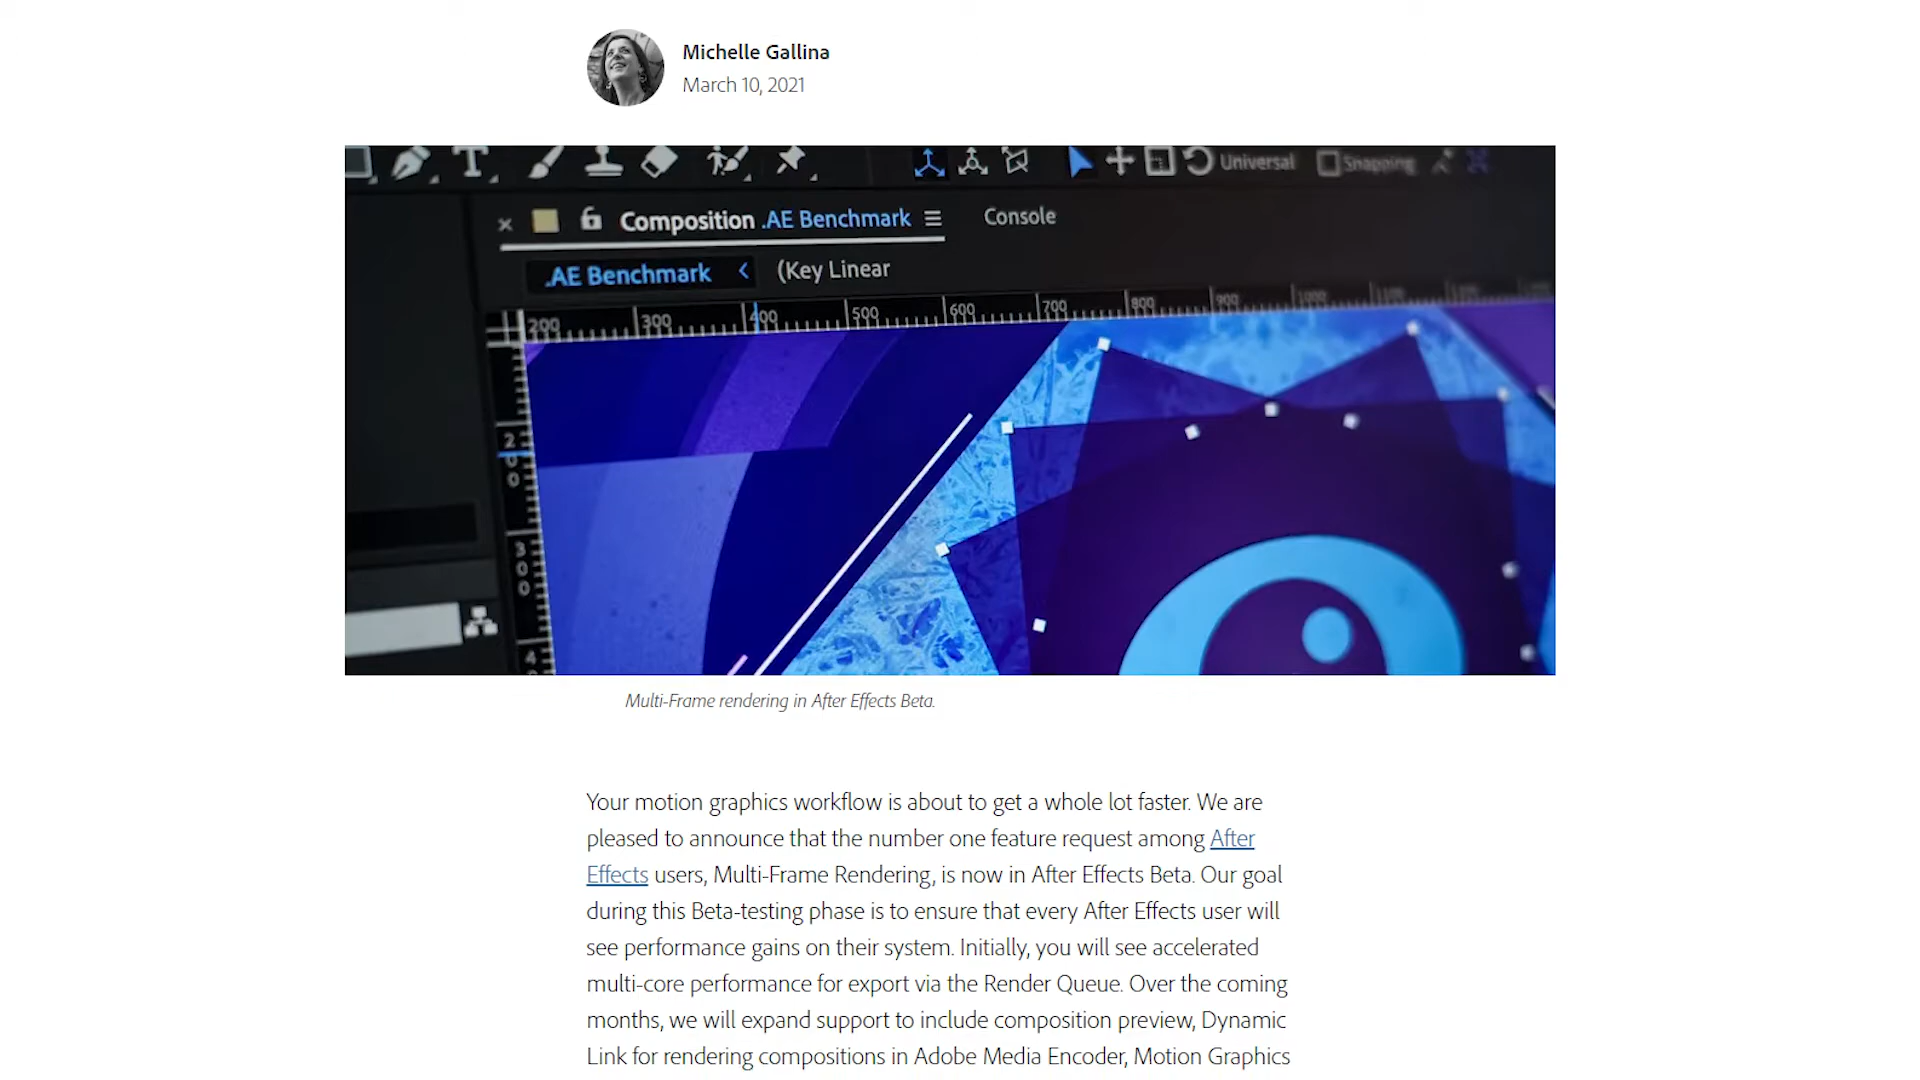 Michelle Gallina
March 10, 2021
Universal
Snapping
Composition .AE Benchmark
Console
.AE Benchmark
(Key Linear
200 300 400 500 600 700 800 900 1000
200
300
4
Multi-Frame rendering in After Effects Beta.
Your motion graphics workflow is about to get a whole lot faster. We are
pleased to announce that the number one feature request among After
Effects users, Multi-Frame Rendering, is now in After Effects Beta. Our goal
during this Beta-testing phase is to ensure that every After Effects user will
see performance gains on their system. Initially, you will see accelerated
multi-core performance for export via the Render Queue. Over the coming
months, we will expand support to include composition preview, Dynamic
Link for rendering compositions in Adobe Media Encoder, Motion Graphics